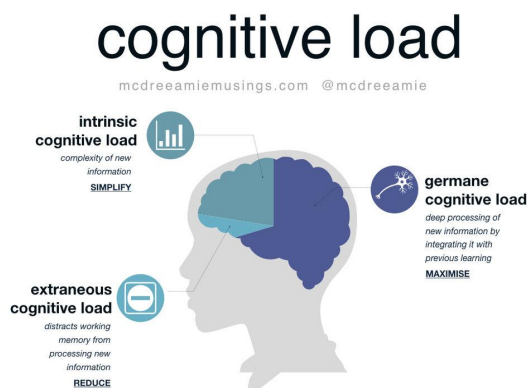 cognitive load
mcdreeamiemusings.com @mcdreeamie
intrinsic
cognitive load
complexity of new
information
SIMPLIFY
germane
cognitive load
deep processing of
new information by
integrating it with
previous learning
MAXIMISE
extraneous
cognitive load
distracts working
memory from
processing new
information
REDUCE